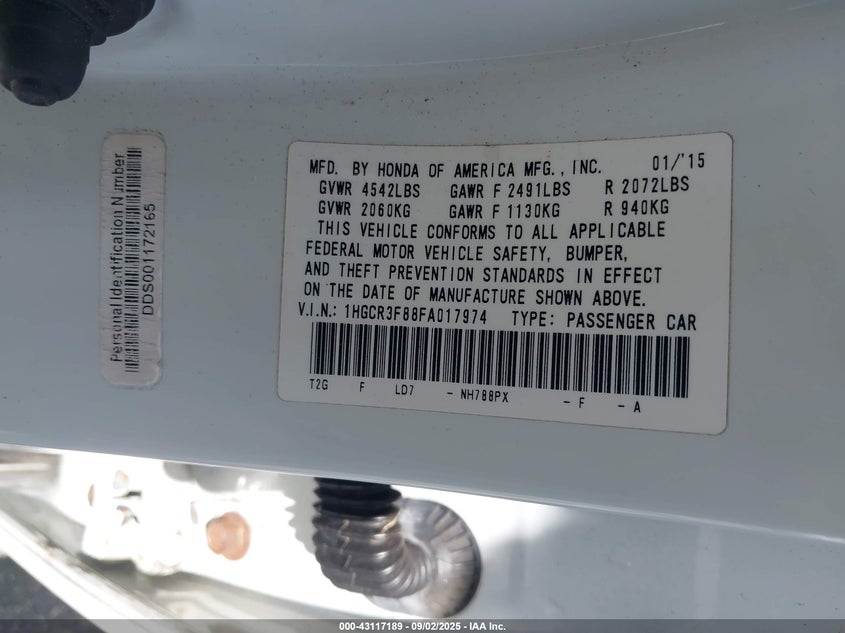 Personal Identification Number
DDS001172165
MFD. BY HONDA OF AMERICA MFG., INC. 01/'15
GVWR 4542LBS GAWR F 2491LBS R 2072LBS
GVWR 2060KG GAWR F 1130KG R 940KG
THIS VEHICLE CONFORMS TO ALL APPLICABLE
FEDERAL MOTOR VEHICLE SAFETY, BUMPER,
AND THEFT PREVENTION STANDARDS IN EFFECT
ON THE DATE OF MANUFACTURE SHOWN ABOVE.
V.I.N.: 1HGCR3F88FA017974 TYPE: PASSENGER CAR
T2G F LD7 - NH788PX - F - A
000-43117189 - 09/02/2025 - IAA Inc.